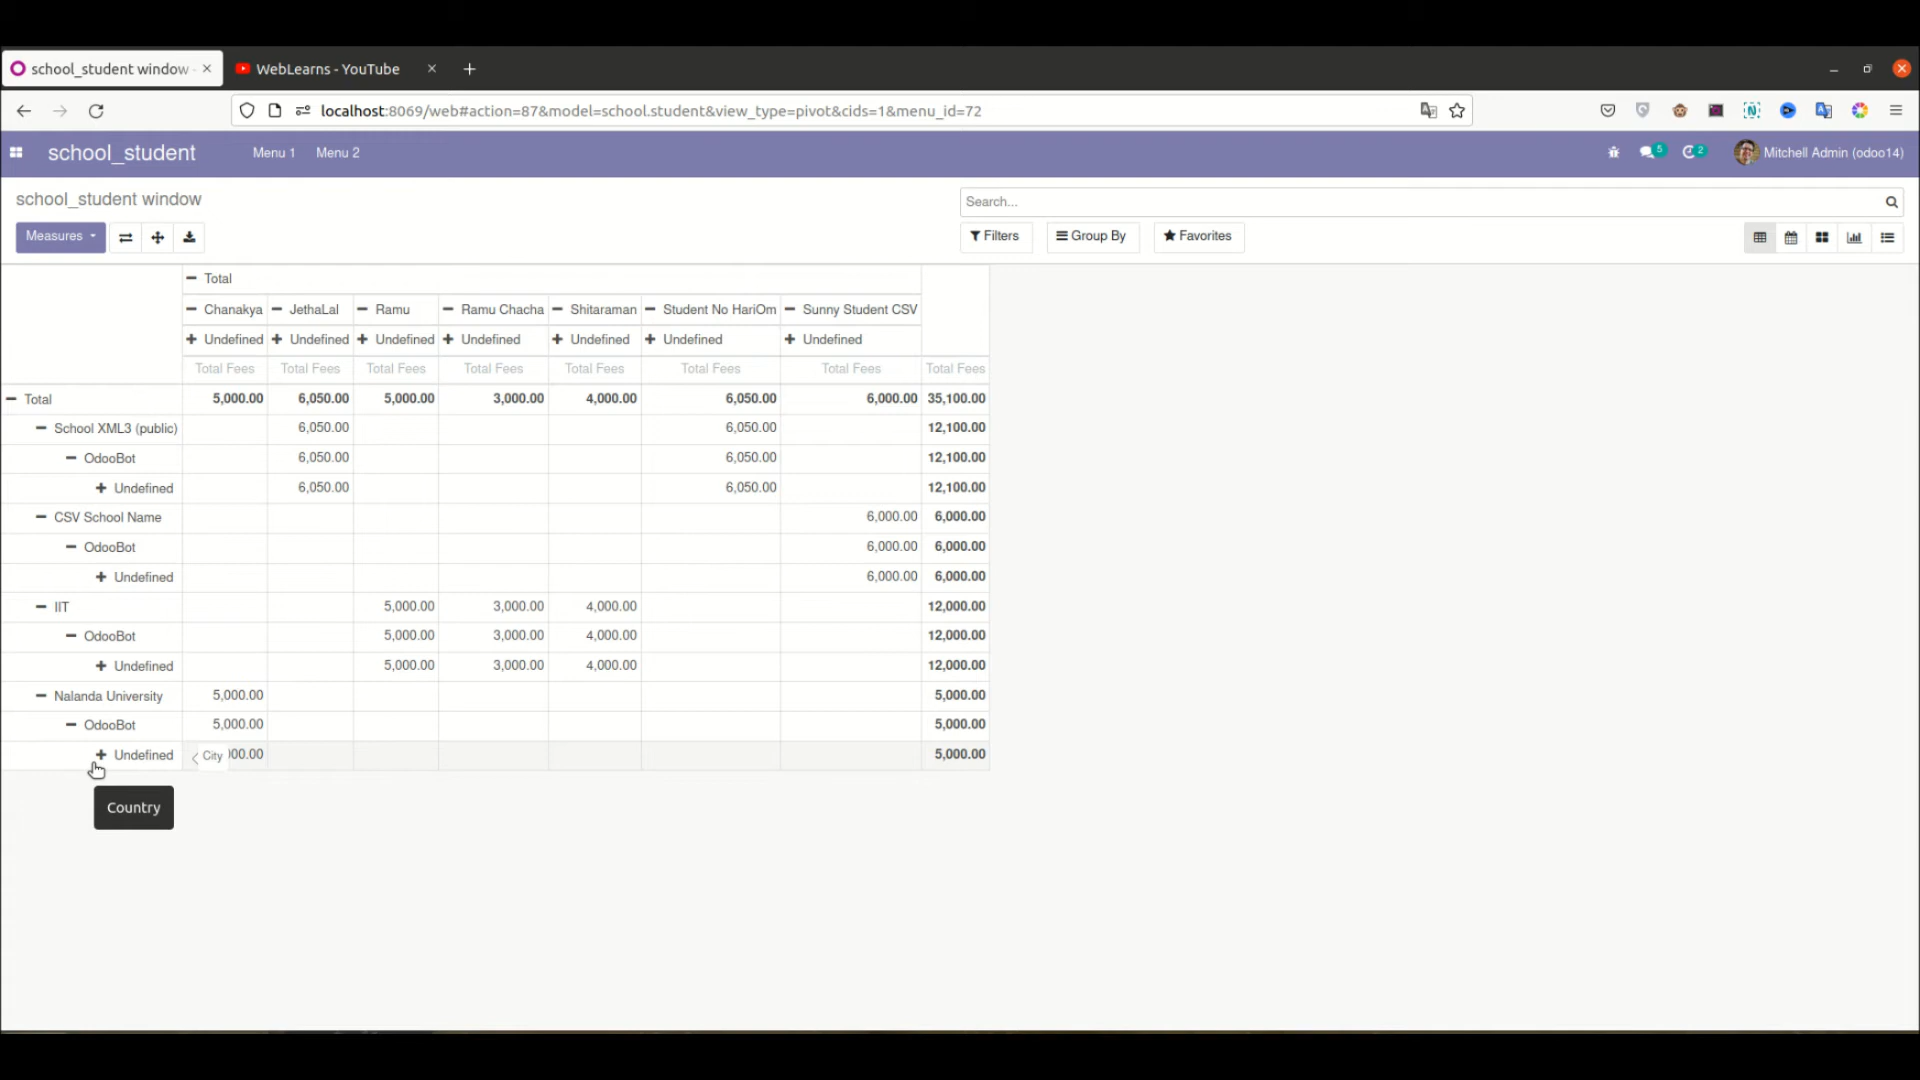 school_student window - 
WebLearns - YouTube
localhost:8069/web#action=87&model=school.student&view_type=pivot&cids=1&menu_id=72
school_student Menu 1 Menu 2 5 2 Mitchell Admin (odoo14)
school_student window
Search...
Measures Filters Group By Favorites
Total
Chanakya JethaLal Ramu Ramu Chacha Shitaraman Student No HariOm Sunny Student CSV
Undefined Undefined Undefined Undefined Undefined Undefined Undefined
Total Fees Total Fees Total Fees Total Fees Total Fees Total Fees Total Fees Total Fees
Total 5,000.00 6,050.00 5,000.00 3,000.00 4,000.00 6,050.00 6,000.00 35,100.00
School XML3 (public) 6,050.00 6,050.00 12,100.00
OdooBot 6,050.00 6,050.00 12,100.00
Undefined 6,050.00 6,050.00 12,100.00
CSV School Name 6,000.00 6,000.00
OdooBot 6,000.00 6,000.00
Undefined 6,000.00 6,000.00
IIT 5,000.00 3,000.00 4,000.00 12,000.00
OdooBot 5,000.00 3,000.00 4,000.00 12,000.00
Undefined 5,000.00 3,000.00 4,000.00 12,000.00
Nalanda University 5,000.00 5,000.00
OdooBot 5,000.00 5,000.00
Undefined City 00.00 5,000.00
Country